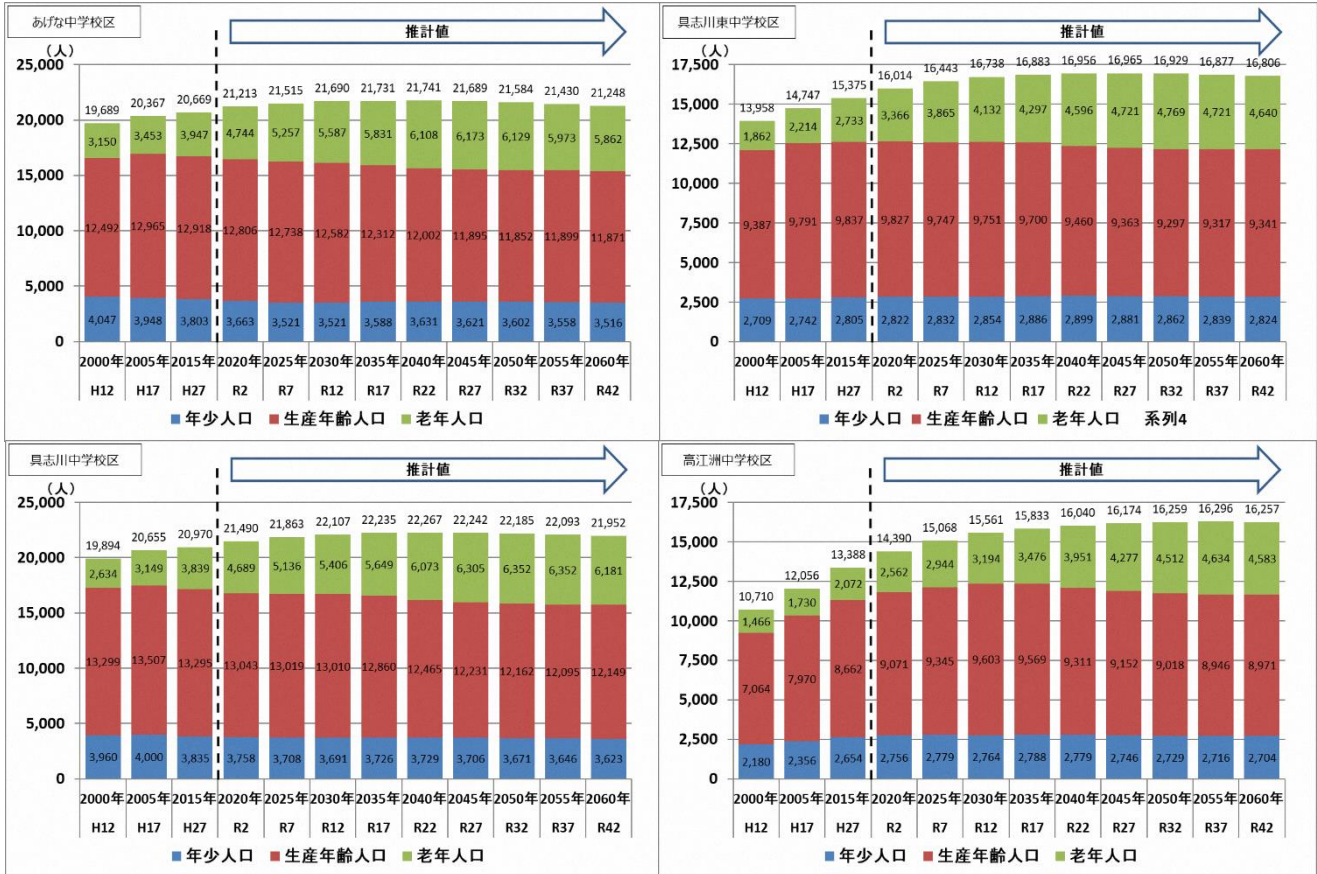 あげな中学校区
推計値
（人）
25,000
20,000
15,000
10,000
5,000
0
19,689 20,367 20,669 21,213 21,515 21,690 21,731 21,741 21,689 21,584 21,430 21,248
3,150 3,453 3,947 4,744 5,257 5,587 5,831 6,108 6,173 6,129 5,973 5,862
12,492 12,965 12,918 12,806 12,738 12,582 12,312 12,002 11,895 11,852 11,899 11,871
4,047 3,948 3,803 3,663 3,521 3,521 3,588 3,631 3,621 3,602 3,558 3,516
2000年 2005年 2015年 2020年 2025年 2030年 2035年 2040年 2045年 2050年 2055年 2060年
H12 H17 H27 R2 R7 R12 R17 R22 R27 R32 R37 R42
年少人口 生産年齢人口 老年人口
具志川東中学校区
推計値
（人）
17,500
15,000
12,500
10,000
7,500
5,000
2,500
0
13,958 14,747 15,375 16,014 16,443 16,738 16,883 16,956 16,965 16,929 16,877 16,806
1,862 2,214 2,733 3,366 3,865 4,132 4,297 4,596 4,721 4,769 4,721 4,640
9,387 9,791 9,837 9,827 9,747 9,751 9,700 9,460 9,363 9,297 9,317 9,341
2,709 2,742 2,805 2,822 2,832 2,854 2,886 2,899 2,881 2,862 2,839 2,824
2000年 2005年 2015年 2020年 2025年 2030年 2035年 2040年 2045年 2050年 2055年 2060年
H12 H17 H27 R2 R7 R12 R17 R22 R27 R32 R37 R42
年少人口 生産年齢人口 老年人口 系列4
具志川中学校区
推計値
（人）
25,000
20,000
15,000
10,000
5,000
0
19,894 20,655 20,970 21,490 21,863 22,107 22,235 22,267 22,242 22,185 22,093 21,952
2,634 3,149 3,839 4,689 5,136 5,406 5,649 6,073 6,305 6,352 6,352 6,181
13,299 13,507 13,295 13,043 13,019 13,010 12,860 12,465 12,231 12,162 12,095 12,149
3,960 4,000 3,835 3,758 3,708 3,691 3,726 3,729 3,706 3,671 3,646 3,623
2000年 2005年 2015年 2020年 2025年 2030年 2035年 2040年 2045年 2050年 2055年 2060年
H12 H17 H27 R2 R7 R12 R17 R22 R27 R32 R37 R42
年少人口 生産年齢人口 老年人口
高江洲中学校区
推計値
（人）
17,500
15,000
12,500
10,000
7,500
5,000
2,500
0
10,710 12,056 13,388 14,390 15,068 15,561 15,833 16,040 16,174 16,259 16,296 16,257
1,466 1,730 2,072 2,562 2,944 3,194 3,476 3,951 4,277 4,512 4,634 4,583
7,064 7,970 8,662 9,071 9,345 9,603 9,569 9,311 9,152 9,018 8,946 8,971
2,180 2,356 2,654 2,756 2,779 2,764 2,788 2,779 2,746 2,729 2,716 2,704
2000年 2005年 2015年 2020年 2025年 2030年 2035年 2040年 2045年 2050年 2055年 2060年
H12 H17 H27 R2 R7 R12 R17 R22 R27 R32 R37 R42
年少人口 生産年齢人口 老年人口